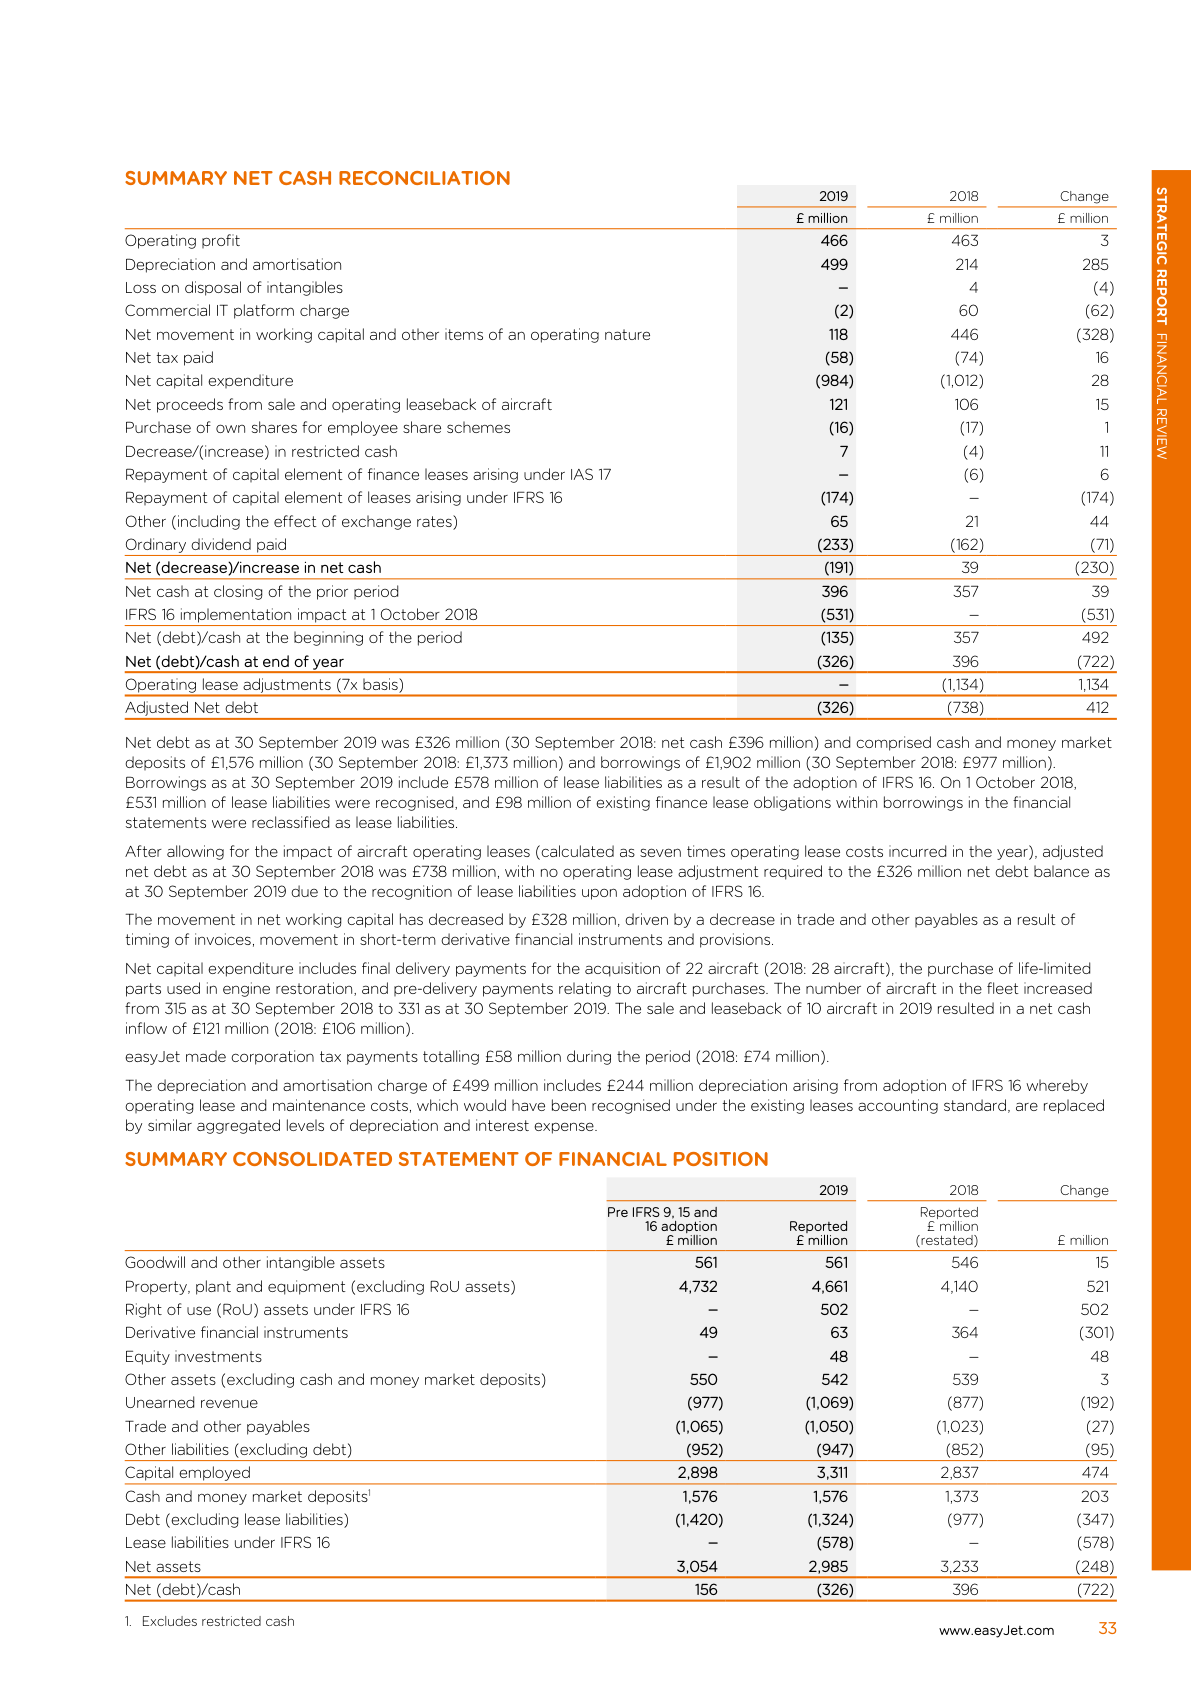 SUMMARY NET CASH RECONCILIATION
2019 2018 Change
£ million £ million £ million
Operating profit 466 463 3
Depreciation and amortisation 499 214 285
Loss on disposal of intangibles – 4 (4)
Commercial IT platform charge (2) 60 (62)
Net movement in working capital and other items of an operating nature 118 446 (328)
Net tax paid (58) (74) 16
Net capital expenditure (984) (1,012) 28
Net proceeds from sale and operating leaseback of aircraft 121 106 15
Purchase of own shares for employee share schemes (16) (17) 1
Decrease/(increase) in restricted cash 7 (4) 11
Repayment of capital element of finance leases arising under IAS 17 – (6) 6
Repayment of capital element of leases arising under IFRS 16 (174) – (174)
Other (including the effect of exchange rates) 65 21 44
Ordinary dividend paid (233) (162) (71)
Net (decrease)/increase in net cash (191) 39 (230)
Net cash at closing of the prior period 396 357 39
IFRS 16 implementation impact at 1 October 2018 (531) – (531)
Net (debt)/cash at the beginning of the period (135) 357 492
Net (debt)/cash at end of year (326) 396 (722)
Operating lease adjustments (7x basis) – (1,134) 1,134
Adjusted Net debt (326) (738) 412
Net debt as at 30 September 2019 was £326 million (30 September 2018: net cash £396 million) and comprised cash and money market
deposits of £1,576 million (30 September 2018: £1,373 million) and borrowings of £1,902 million (30 September 2018: £977 million).
Borrowings as at 30 September 2019 include £578 million of lease liabilities as a result of the adoption of IFRS 16. On 1 October 2018,
£531 million of lease liabilities were recognised, and £98 million of existing finance lease obligations within borrowings in the financial
statements were reclassified as lease liabilities.
After allowing for the impact of aircraft operating leases (calculated as seven times operating lease costs incurred in the year), adjusted
net debt as at 30 September 2018 was £738 million, with no operating lease adjustment required to the £326 million net debt balance as
at 30 September 2019 due to the recognition of lease liabilities upon adoption of IFRS 16.
The movement in net working capital has decreased by £328 million, driven by a decrease in trade and other payables as a result of
timing of invoices, movement in short-term derivative financial instruments and provisions.
Net capital expenditure includes final delivery payments for the acquisition of 22 aircraft (2018: 28 aircraft), the purchase of life-limited
parts used in engine restoration, and pre-delivery payments relating to aircraft purchases. The number of aircraft in the fleet increased
from 315 as at 30 September 2018 to 331 as at 30 September 2019. The sale and leaseback of 10 aircraft in 2019 resulted in a net cash
inflow of £121 million (2018: £106 million).
easyJet made corporation tax payments totalling £58 million during the period (2018: £74 million).
The depreciation and amortisation charge of £499 million includes £244 million depreciation arising from adoption of IFRS 16 whereby
operating lease and maintenance costs, which would have been recognised under the existing leases accounting standard, are replaced
by similar aggregated levels of depreciation and interest expense.
SUMMARY CONSOLIDATED STATEMENT OF FINANCIAL POSITION
2019 2018 Change
Pre IFRS 9, 15 and Reported
16 adoption Reported £ million
£ million £ million (restated) £ million
Goodwill and other intangible assets 561 561 546 15
Property, plant and equipment (excluding RoU assets) 4,732 4,661 4,140 521
Right of use (RoU) assets under IFRS 16 – 502 – 502
Derivative financial instruments 49 63 364 (301)
Equity investments – 48 – 48
Other assets (excluding cash and money market deposits) 550 542 539 3
Unearned revenue (977) (1,069) (877) (192)
Trade and other payables (1,065) (1,050) (1,023) (27)
Other liabilities (excluding debt) (952) (947) (852) (95)
Capital employed 2,898 3,311 2,837 474
Cash and money market deposits¹ 1,576 1,576 1,373 203
Debt (excluding lease liabilities) (1,420) (1,324) (977) (347)
Lease liabilities under IFRS 16 – (578) – (578)
Net assets 3,054 2,985 3,233 (248)
Net (debt)/cash 156 (326) 396 (722)
1. Excludes restricted cash
www.easyJet.com 33
STRATEGIC REPORT FINANCIAL REVIEW